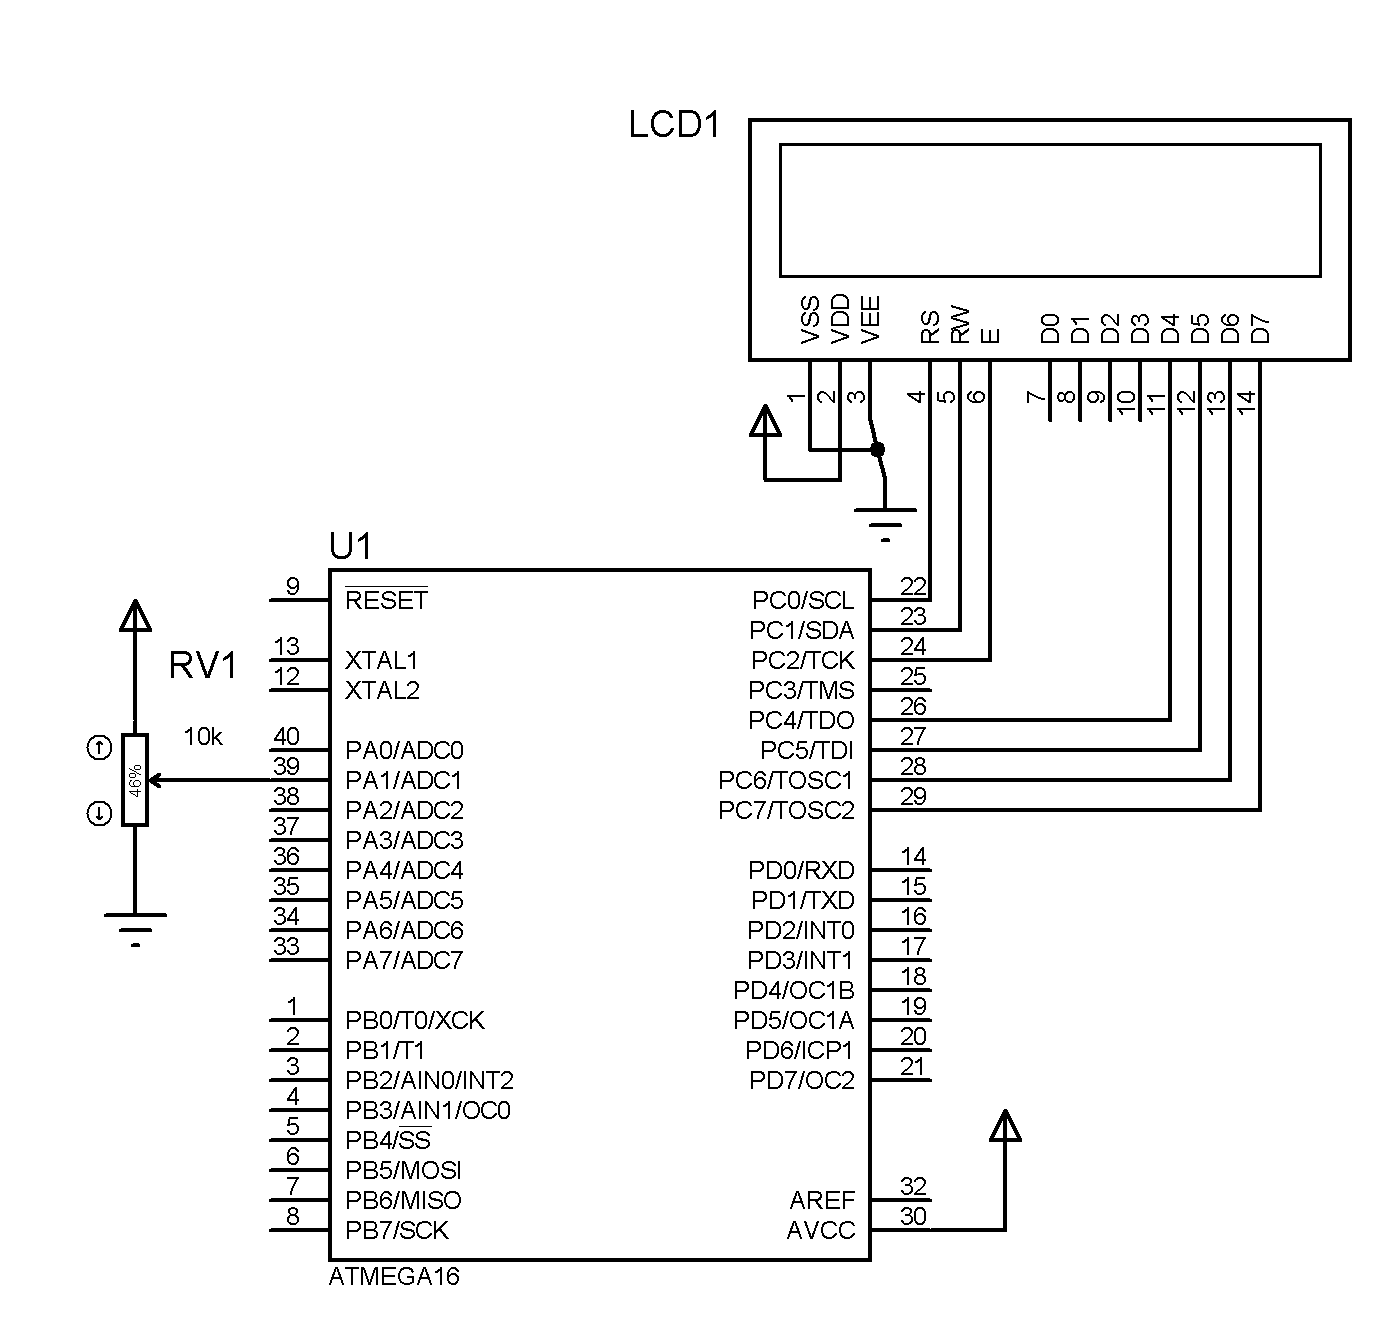 LCD1
VSS
VDD
VEE
RS
RW
E
D0
D1
D2
D3
D4
D5
D6
D7
1
2
3
4
5
6
7
8
9
10
11
12
13
14
U1
9 RESET
13 XTAL1
12 XTAL2
40 PA0/ADC0
39 PA1/ADC1
38 PA2/ADC2
37 PA3/ADC3
36 PA4/ADC4
35 PA5/ADC5
34 PA6/ADC6
33 PA7/ADC7
1 PB0/T0/XCK
2 PB1/T1
3 PB2/AIN0/INT2
4 PB3/AIN1/OC0
5 PB4/SS
6 PB5/MOSI
7 PB6/MISO
8 PB7/SCK
PC0/SCL 22
PC1/SDA 23
PC2/TCK 24
PC3/TMS 25
PC4/TDO 26
PC5/TDI 27
PC6/TOSC1 28
PC7/TOSC2 29
PD0/RXD 14
PD1/TXD 15
PD2/INT0 16
PD3/INT1 17
PD4/OC1B 18
PD5/OC1A 19
PD6/ICP1 20
PD7/OC2 21
AREF 32
AVCC 30
ATMEGA16
RV1
10k
46%